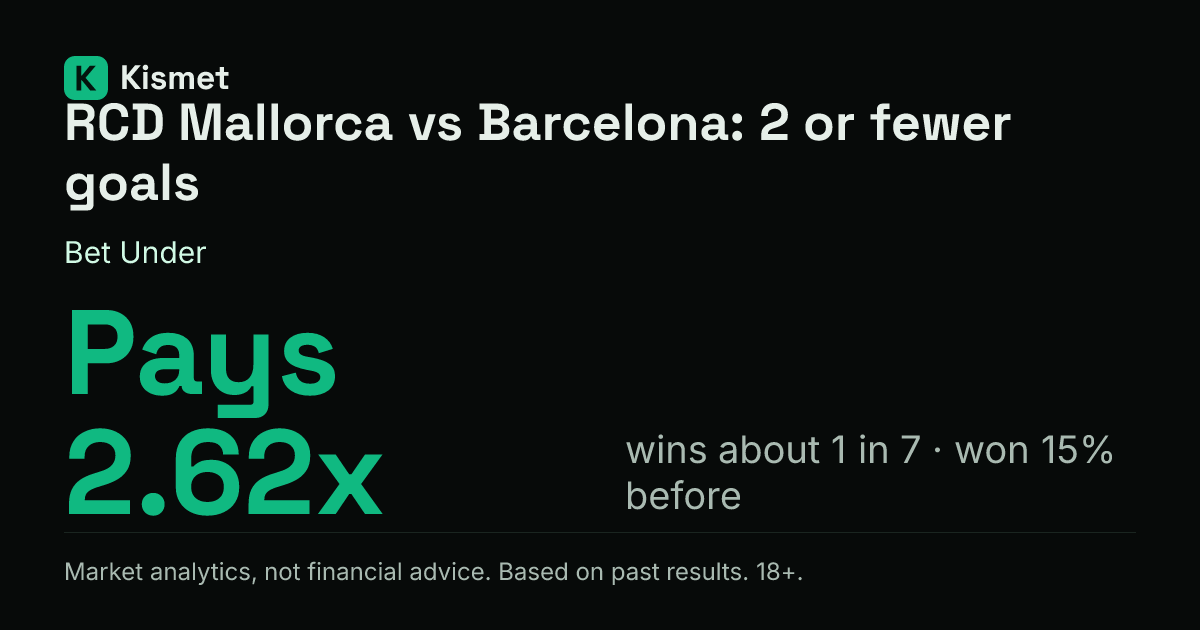 K Kismet
RCD Mallorca vs Barcelona: 2 or fewer
goals
Bet Under
Pays
2.62x
wins about 1 in 7 · won 15%
before
Market analytics, not financial advice. Based on past results. 18+.